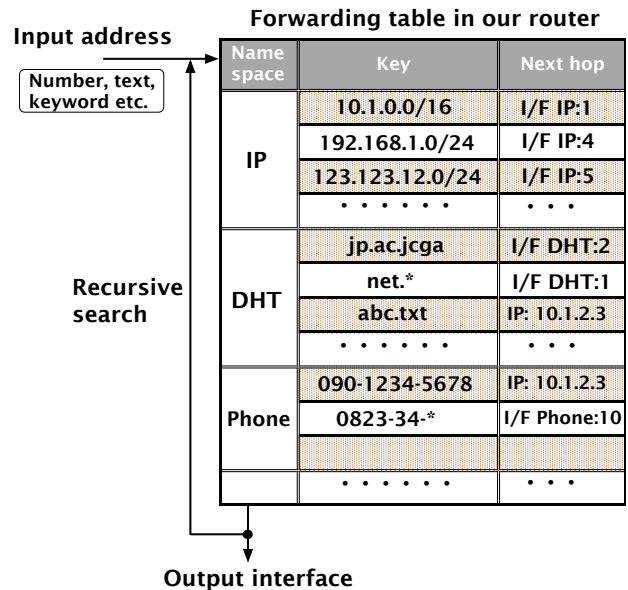 Forwarding table in our router
Input address
Number, text,
keyword etc.
Name
space
Key
Next hop
IP
10.1.0.0/16
I/F IP:1
192.168.1.0/24
I/F IP:4
123.123.12.0/24
I/F IP:5
· · · · · ·
· · ·
DHT
jp.ac.jcga
I/F DHT:2
net.*
I/F DHT:1
abc.txt
IP: 10.1.2.3
· · · · · ·
· · ·
Phone
090-1234-5678
IP: 10.1.2.3
0823-34-*
I/F Phone:10
· · · · · ·
· · ·
Recursive
search
Output interface